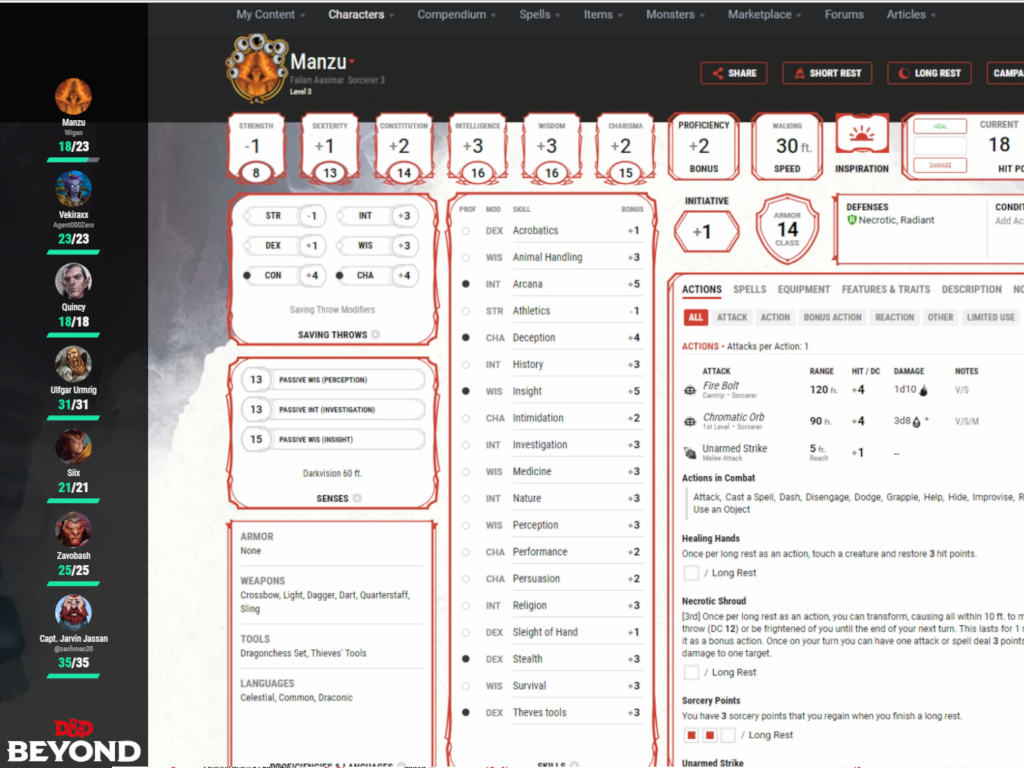 My Content Characters Compendium Spells Items Monsters Marketplace Forums Articles
Manzu
Fallen Aasimar Sorcerer 3
Level 3
SHARE SHORT REST LONG REST CAMPA
Manzu
Wigen
18/23
Vekiraxx
Agent000Zero
23/23
Quincy
18/18
Ulfgar Urmrig
31/31
Siix
21/21
Zavobash
25/25
Capt. Jarvin Jassan
@zachmac20
35/35
D&D
BEYOND
STRENGTH
-1
8
DEXTERITY
+1
13
CONSTITUTION
+2
14
INTELLIGENCE
+3
16
WISDOM
+3
16
CHARISMA
+2
15
PROFICIENCY
+2
BONUS
WALKING
30 ft.
SPEED
INSPIRATION
HEAL
DAMAGE
CURRENT
18
HIT PO
STR -1 INT +3
DEX +1 WIS +3
CON +4 CHA +4
Saving Throw Modifiers
SAVING THROWS
13 PASSIVE WIS (PERCEPTION)
13 PASSIVE INT (INVESTIGATION)
15 PASSIVE WIS (INSIGHT)
Darkvision 60 ft.
SENSES
ARMOR
None
WEAPONS
Crossbow, Light, Dagger, Dart, Quarterstaff,
Sling
TOOLS
Dragonchess Set, Thieves' Tools
LANGUAGES
Celestial, Common, Draconic
PROFICIENCIES & LANGUAGES
PROF MOD SKILL BONUS
DEX Acrobatics +1
WIS Animal Handling +3
INT Arcana +5
STR Athletics -1
CHA Deception +4
INT History +3
WIS Insight +5
CHA Intimidation +2
INT Investigation +3
WIS Medicine +3
INT Nature +3
WIS Perception +3
CHA Performance +2
CHA Persuasion +2
INT Religion +3
DEX Sleight of Hand +1
DEX Stealth +3
WIS Survival +3
DEX Theves tools +3
SKILLS
INITIATIVE
+1
ARMOR
14
CLASS
DEFENSES
Necrotic, Radiant
CONDIT
Add Ac
ACTIONS SPELLS EQUIPMENT FEATURES & TRAITS DESCRIPTION NO
ALL ATTACK ACTION BONUS ACTION REACTION OTHER LIMITED USE
ACTIONS • Attacks per Action: 1
ATTACK RANGE HIT / DC DAMAGE NOTES
Fire Bolt 120 ft. +4 1d10 V/S
Cantrip • Sorcerer
Chromatic Orb 90 ft. +4 3d8 * V/S/M
1st Level • Sorcerer
Unarmed Strike 5 ft. +1 –
Melee Attack Reach
Actions in Combat
Attack, Cast a Spell, Dash, Disengage, Dodge, Grapple, Help, Hide, Improvise, R
Use an Object
Healing Hands
Once per long rest as an action, touch a creature and restore 3 hit points.
/ Long Rest
Necrotic Shroud
[3rd] Once per long rest as an action, you can transform, causing all within 10 ft. to m
throw (DC 12) or be frightened of you until the end of your next turn. This lasts for 1 m
it as a bonus action. Once on your turn you can have one attack or spell deal 3 points
damage to one target.
/ Long Rest
Sorcery Points
You have 3 sorcery points that you regain when you finish a long rest.
/ Long Rest
Unarmed Strike